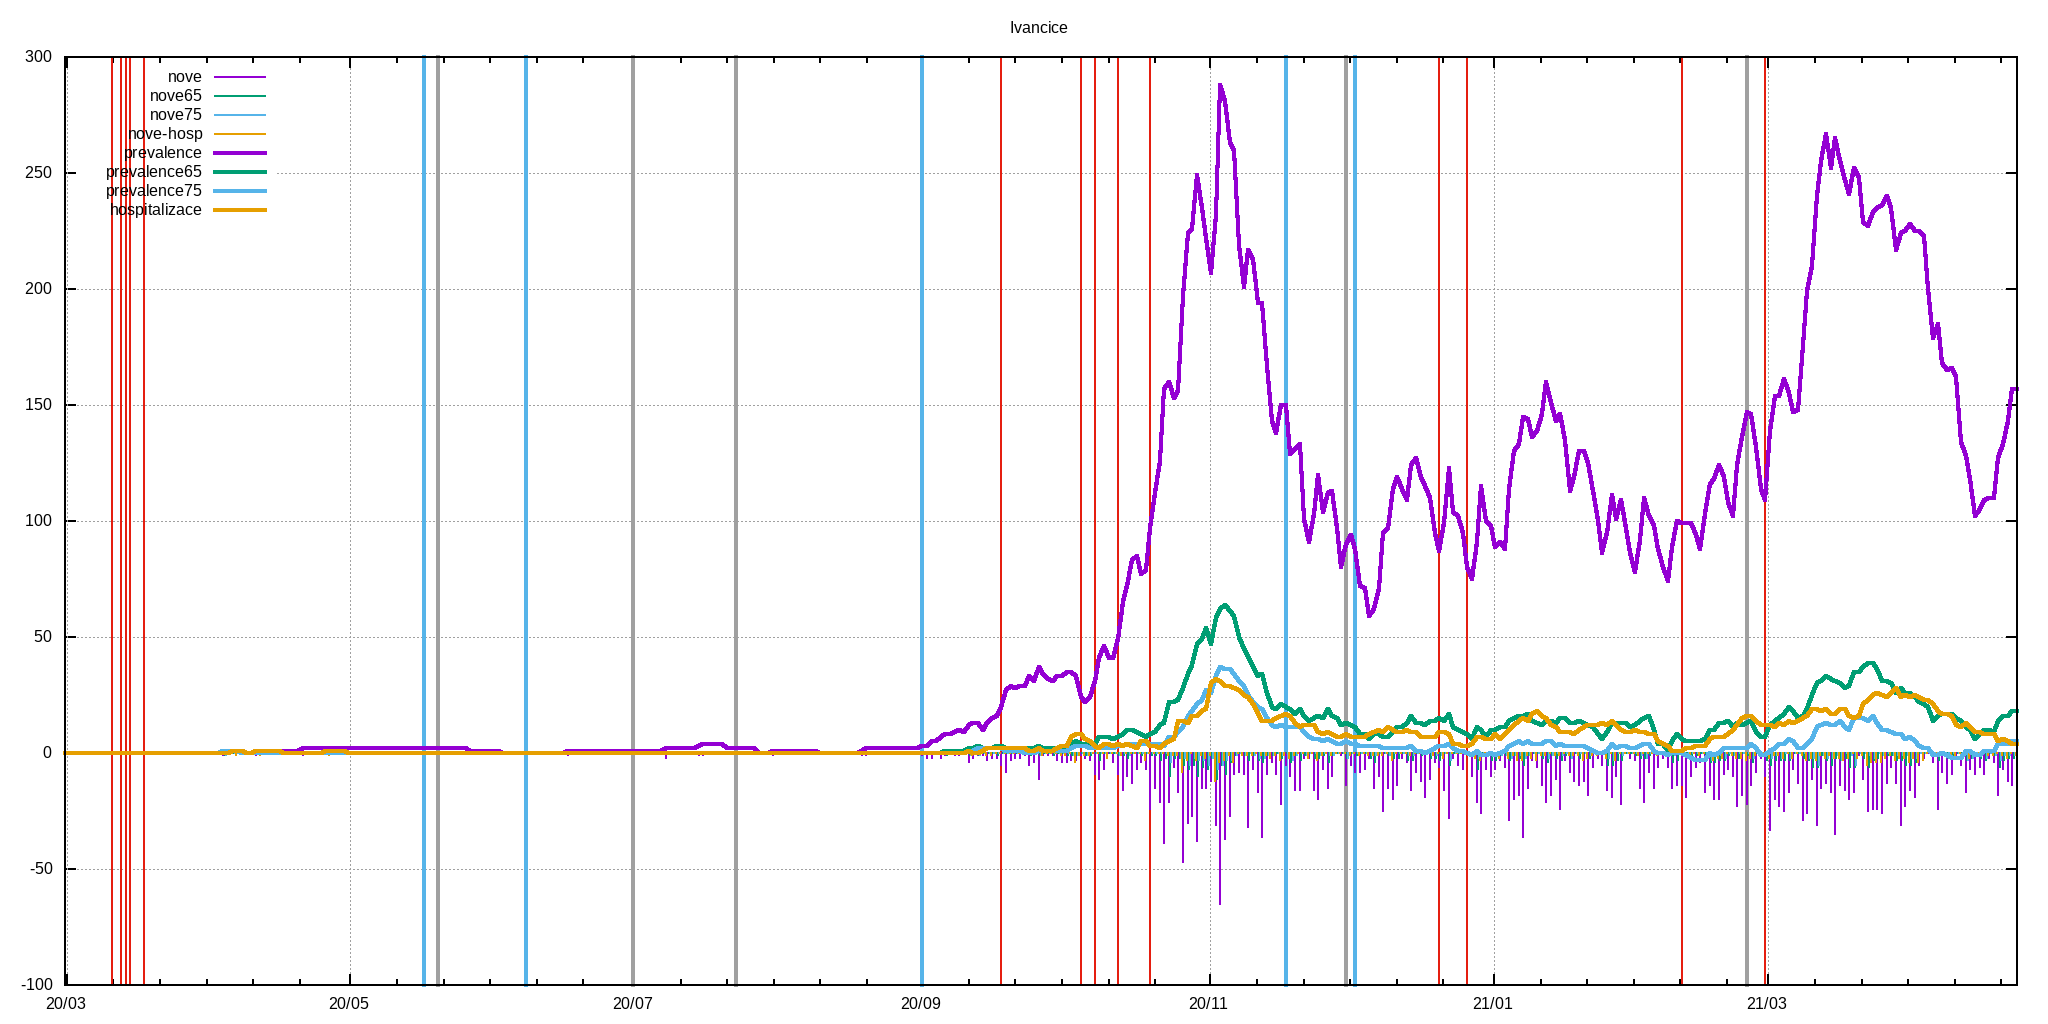 Ivancice
300
nove
nove65
nove75
nove-hosp
prevalence
prevalence65
prevalence75
hospitalizace
250
200
150
100
50
0
-50
-100
20/03 20/05 20/07 20/09 20/11 21/01 21/03